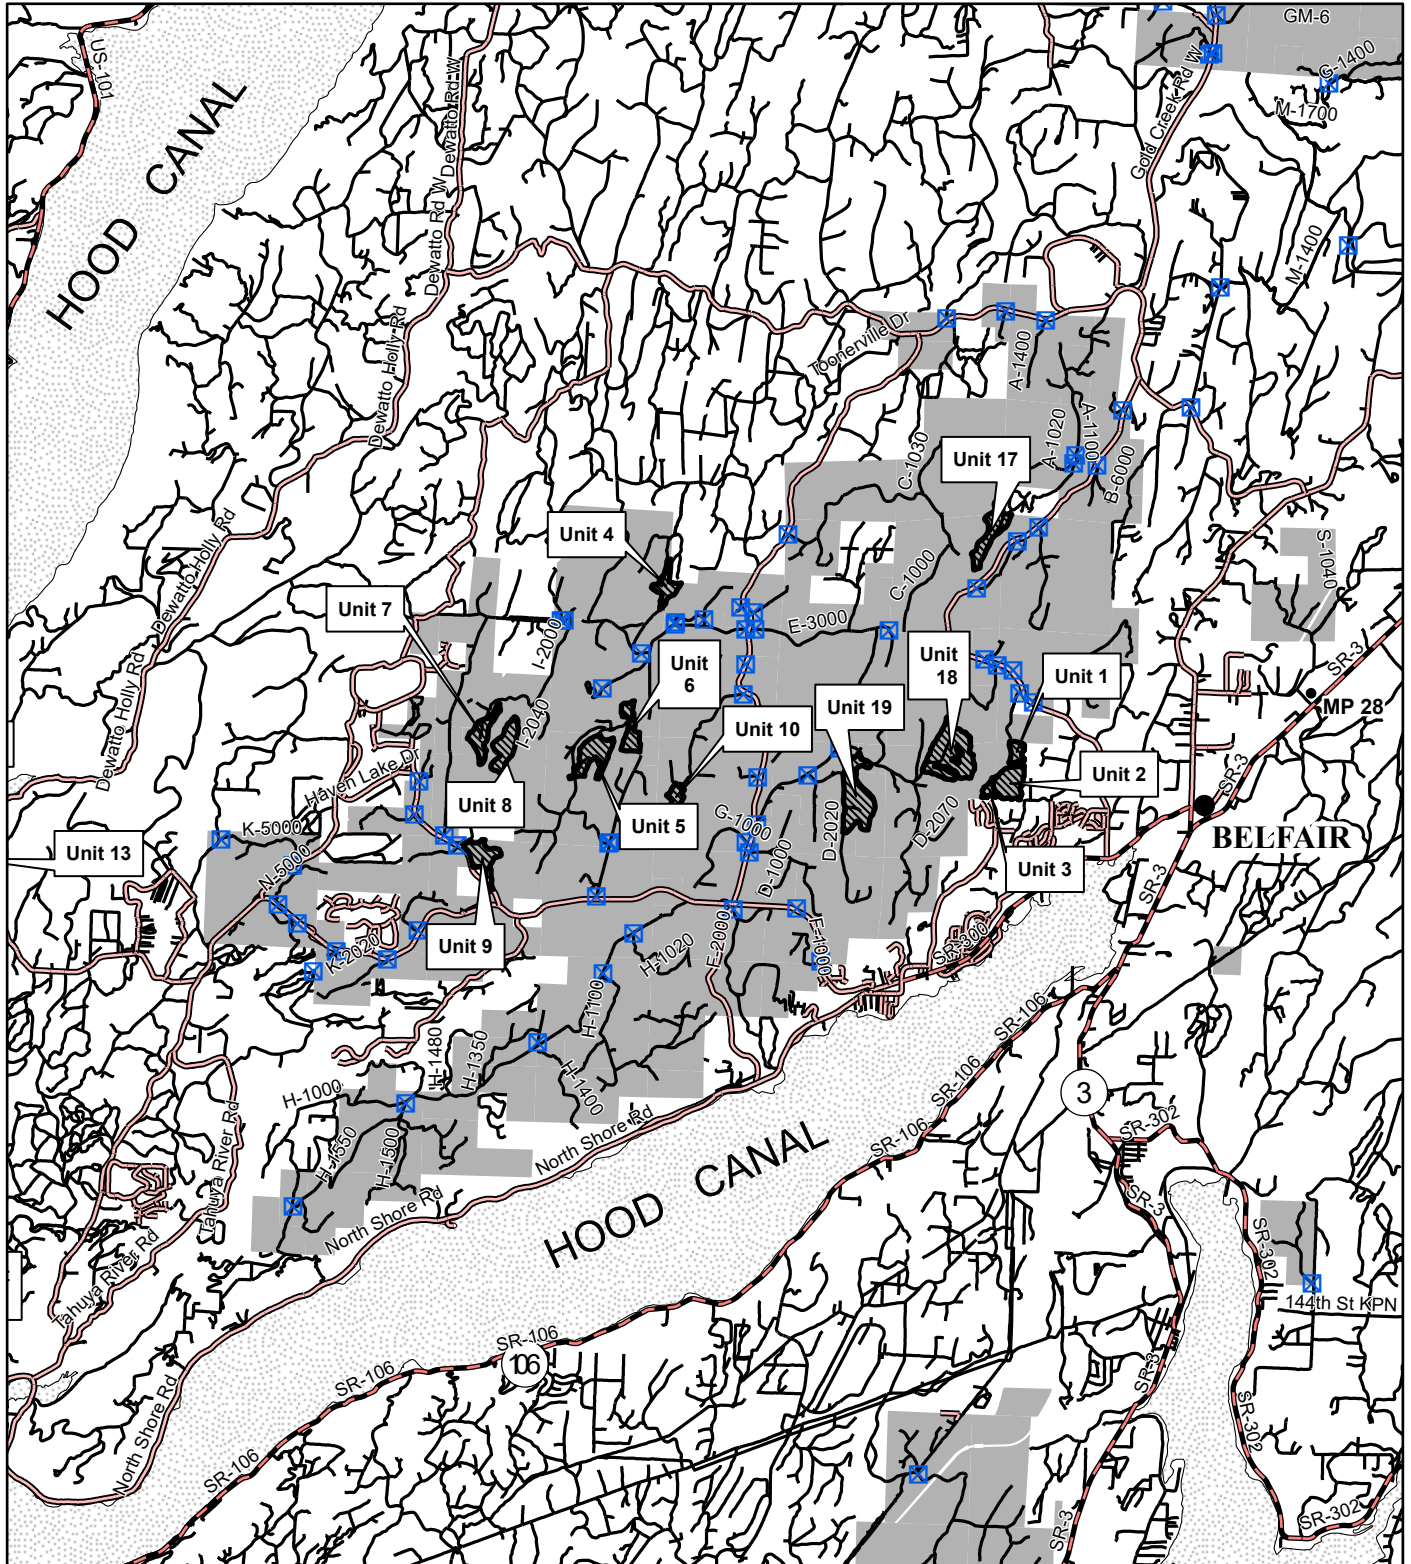 GM-6
G-1400
M-1700
US-101
HOOD CANAL
Dewatto Rd W
Dewatto Rd W
Gold Creek Rd W
M-1400
Dewatto Holly Rd
Toonerville Dr
A-1400
A-1020
A-1100
B-6000
C-1030
Unit 17
Unit 4
S-1040
Dewatto Holly Rd
C-1000
Unit 7
I-2000
E-3000
Unit
6
Unit
18
Unit 1
SR-3
MP 28
Dewatto Holly Rd
I-2040
Unit 10
Unit 19
Unit 2
SR-3
Haven Lake Dr
Unit 8
Unit 5
G-1000
D-2020
D-2070
BELFAIR
K-5000
Unit 13
N-5000
D-1000
Unit 3
SR-3
Unit 9
K-2020
H-1020
F-2000
F-1000
SR-300
H-1100
SR-106
SR-106
H-1480
H-1350
H-1400
H-1000
3
SR-302
North Shore Rd
SR-106
HOOD CANAL
H-1550
H-1500
Tahuya River Rd
SR-3
North Shore Rd
SR-302
Tahuya River Rd
144th St KPN
SR-106
106
SR-106
SR-3
North Shore Rd
SR-302
SR-106
SR-302
SR-3